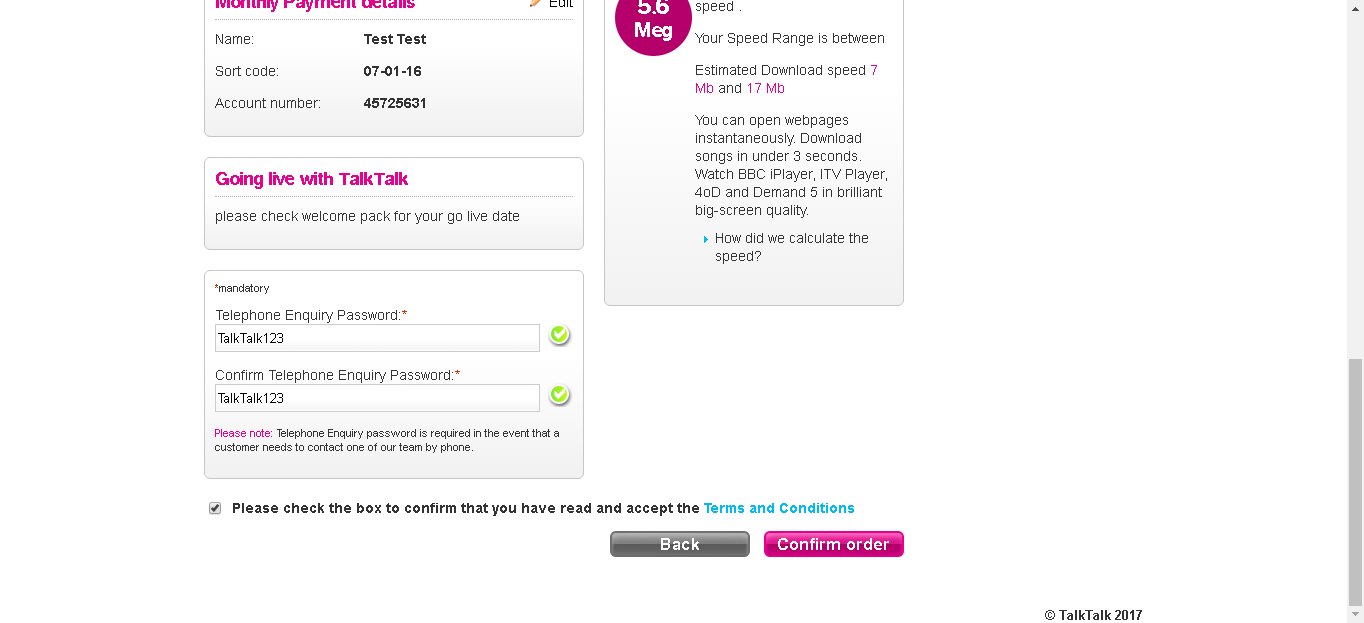 Monthly Payment details
Edit
Name: Test Test
Sort code: 07-01-16
Account number: 45725631
Going live with TalkTalk
please check welcome pack for your go live date
*mandatory
Telephone Enquiry Password:*
TalkTalk123
Confirm Telephone Enquiry Password:*
TalkTalk123
Please note: Telephone Enquiry password is required in the event that a
customer needs to contact one of our team by phone.
5.6
Meg
speed .
Your Speed Range is between
Estimated Download speed 7
Mb and 17 Mb
You can open webpages
instantaneously. Download
songs in under 3 seconds.
Watch BBC iPlayer, ITV Player,
4oD and Demand 5 in brilliant
big-screen quality.
How did we calculate the
speed?
Please check the box to confirm that you have read and accept the Terms and Conditions
Back
Confirm order
© TalkTalk 2017